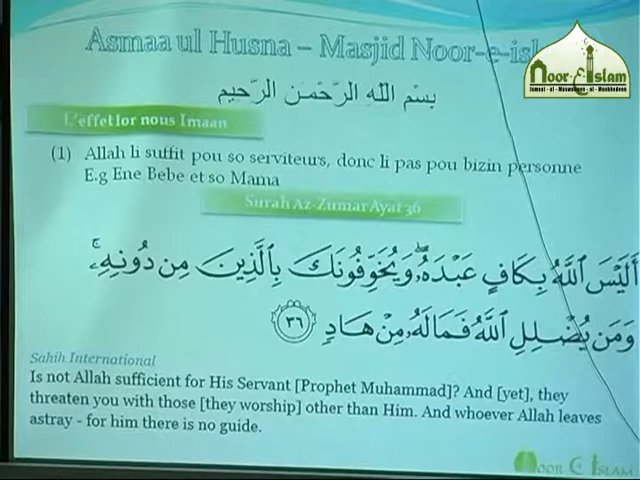 Asmaa ul Husna – Masjid Noor-e-isl
Noor-E-Islam
بِسْمِ اللهِ الرَّحْمَنِ الرَّحِيمِ
L'effet lor nous Imaan
(1) Allah li suffit pou so serviteurs, donc li pas pou bizin personne
E.g Ene Bebe et so Mama
Surah Az-Zumar Ayat 36
أَلَيْسَ اللَّهُ بِكَافٍ عَبْدَهُ ۖ وَيُخَوِّفُونَكَ بِالَّذِينَ مِن دُونِهِ ۚ
وَمَن يُضْلِلِ اللَّهُ فَمَا لَهُ مِنْ هَادٍ ٣٦
Sahih International
Is not Allah sufficient for His Servant [Prophet Muhammad]? And [yet], they
threaten you with those [they worship] other than Him. And whoever Allah leaves
astray - for him there is no guide.
Noor E Islam